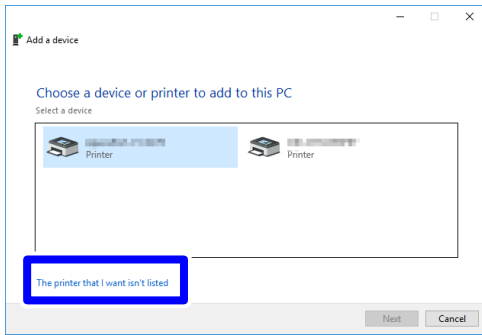 Add a device
Choose a device or printer to add to this PC
Select a device
Printer
Printer
The printer that I want isn't listed
Next
Cancel